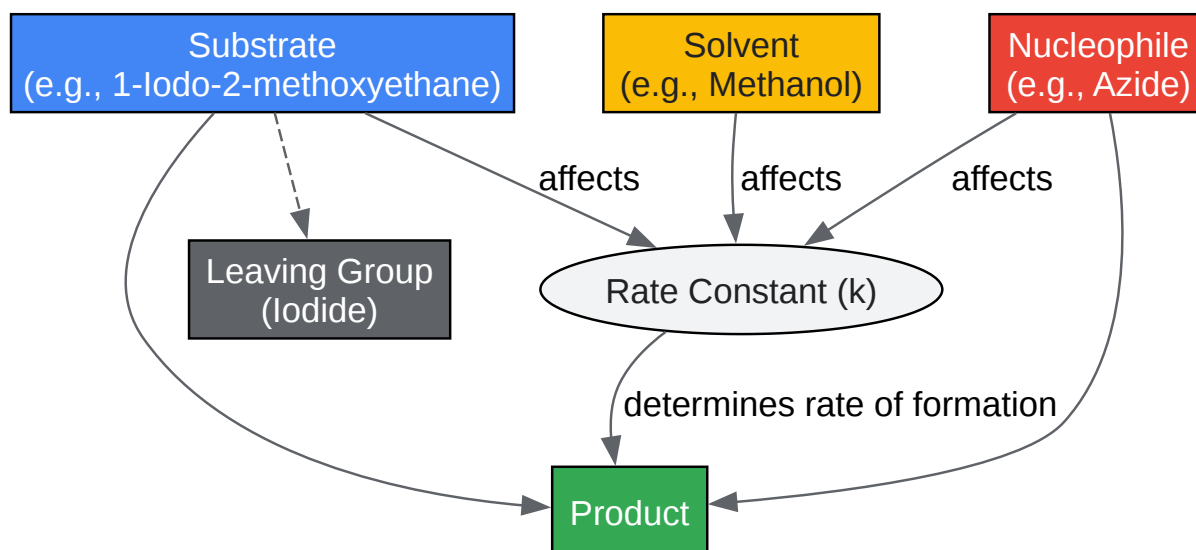 Substrate
(e.g., 1-Iodo-2-methoxyethane)
Solvent
(e.g., Methanol)
Nucleophile
(e.g., Azide)
affects
affects
affects
Leaving Group
(Iodide)
Rate Constant (k)
determines rate of formation
Product